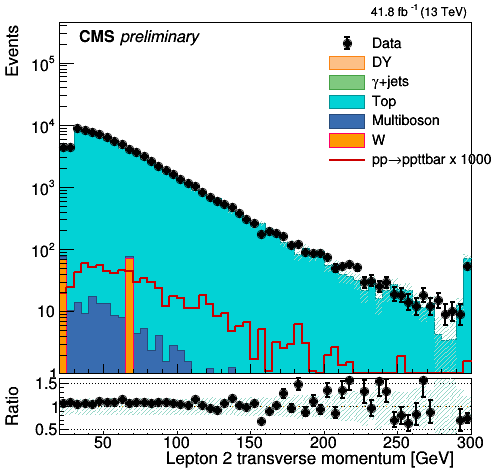 41.8 fb⁻¹ (13 TeV)
CMS preliminary
Events
Data
DY
γ+jets
Top
Multiboson
W
pp→ppttbar x 1000
10⁵
10⁴
10³
10²
10
1
Ratio
1.5
1
0.5
50 100 150 200 250 300
Lepton 2 transverse momentum [GeV]